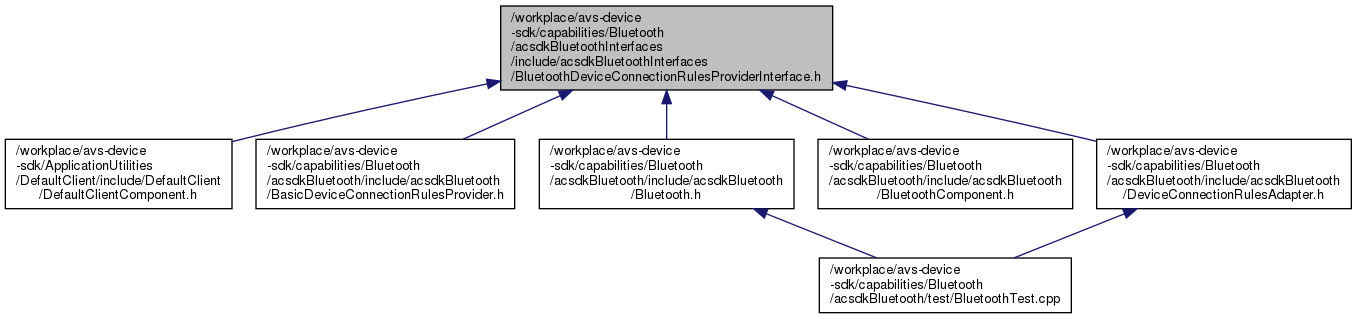 /workplace/avs-device
-sdk/capabilities/Bluetooth
/acsdkBluetoothInterfaces
/include/acsdkBluetoothInterfaces
/BluetoothDeviceConnectionRulesProviderInterface.h
/workplace/avs-device
-sdk/ApplicationUtilities
/DefaultClient/include/DefaultClient
/DefaultClientComponent.h
/workplace/avs-device
-sdk/capabilities/Bluetooth
/acsdkBluetooth/include/acsdkBluetooth
/BasicDeviceConnectionRulesProvider.h
/workplace/avs-device
-sdk/capabilities/Bluetooth
/acsdkBluetooth/include/acsdkBluetooth
/Bluetooth.h
/workplace/avs-device
-sdk/capabilities/Bluetooth
/acsdkBluetooth/include/acsdkBluetooth
/BluetoothComponent.h
/workplace/avs-device
-sdk/capabilities/Bluetooth
/acsdkBluetooth/include/acsdkBluetooth
/DeviceConnectionRulesAdapter.h
/workplace/avs-device
-sdk/capabilities/Bluetooth
/acsdkBluetooth/test/BluetoothTest.cpp